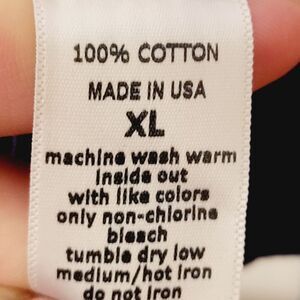 100% COTTON
MADE IN USA
XL
machine wash warm
inside out
with like colors
only non-chlorine
bleach
tumble dry low
medium/hot iron
do not iron